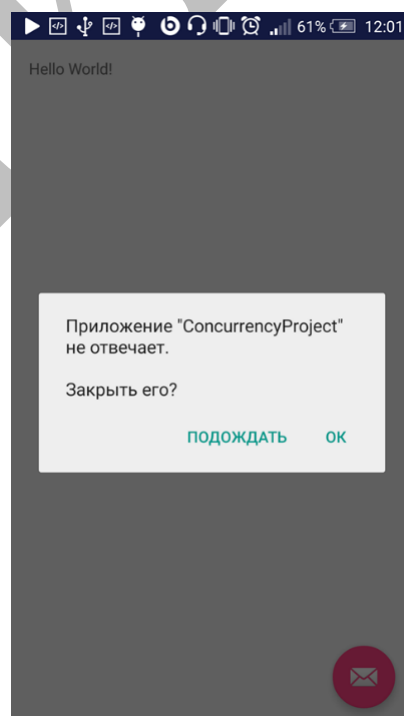 61% 12:01
Hello World!
Приложение "ConcurrencyProject"
не отвечает.
Закрыть его?
ПОДОЖДАТЬ ОК